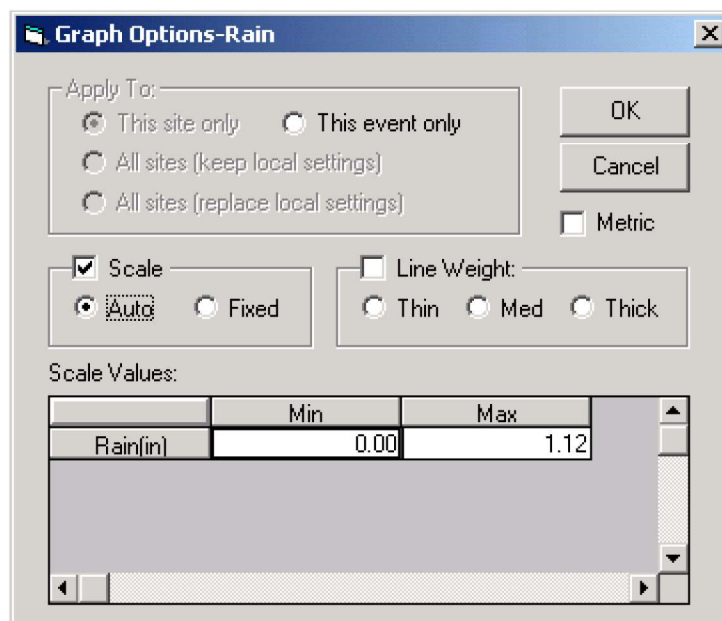 Graph Options-Rain
Apply To:
This site only This event only
All sites (keep local settings)
All sites (replace local settings)
OK
Cancel
Metric
Scale
Auto Fixed
Line Weight:
Thin Med Thick
Scale Values:
Min Max
Rain(in) 0.00 1.12